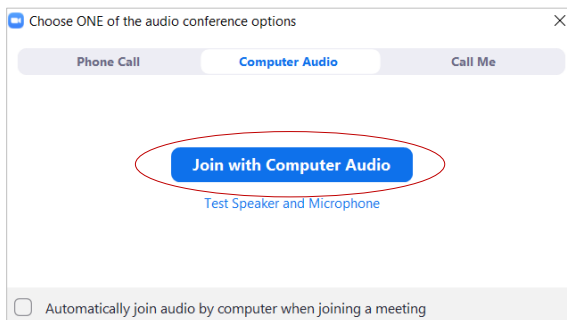 Choose ONE of the audio conference options
Phone Call Computer Audio Call Me
Join with Computer Audio
Test Speaker and Microphone
Automatically join audio by computer when joining a meeting